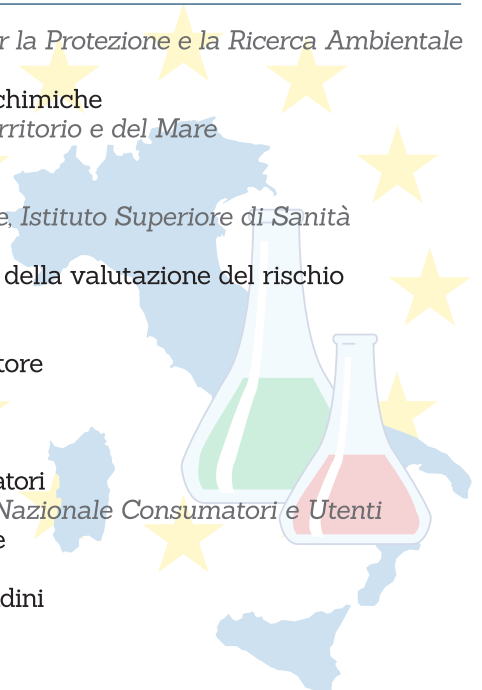 r la Protezione e la Ricerca Ambientale
chimiche
rritorio e del Mare
e, Istituto Superiore di Sanità
della valutazione del rischio
tore
atori
Nazionale Consumatori e Utenti
e
dini